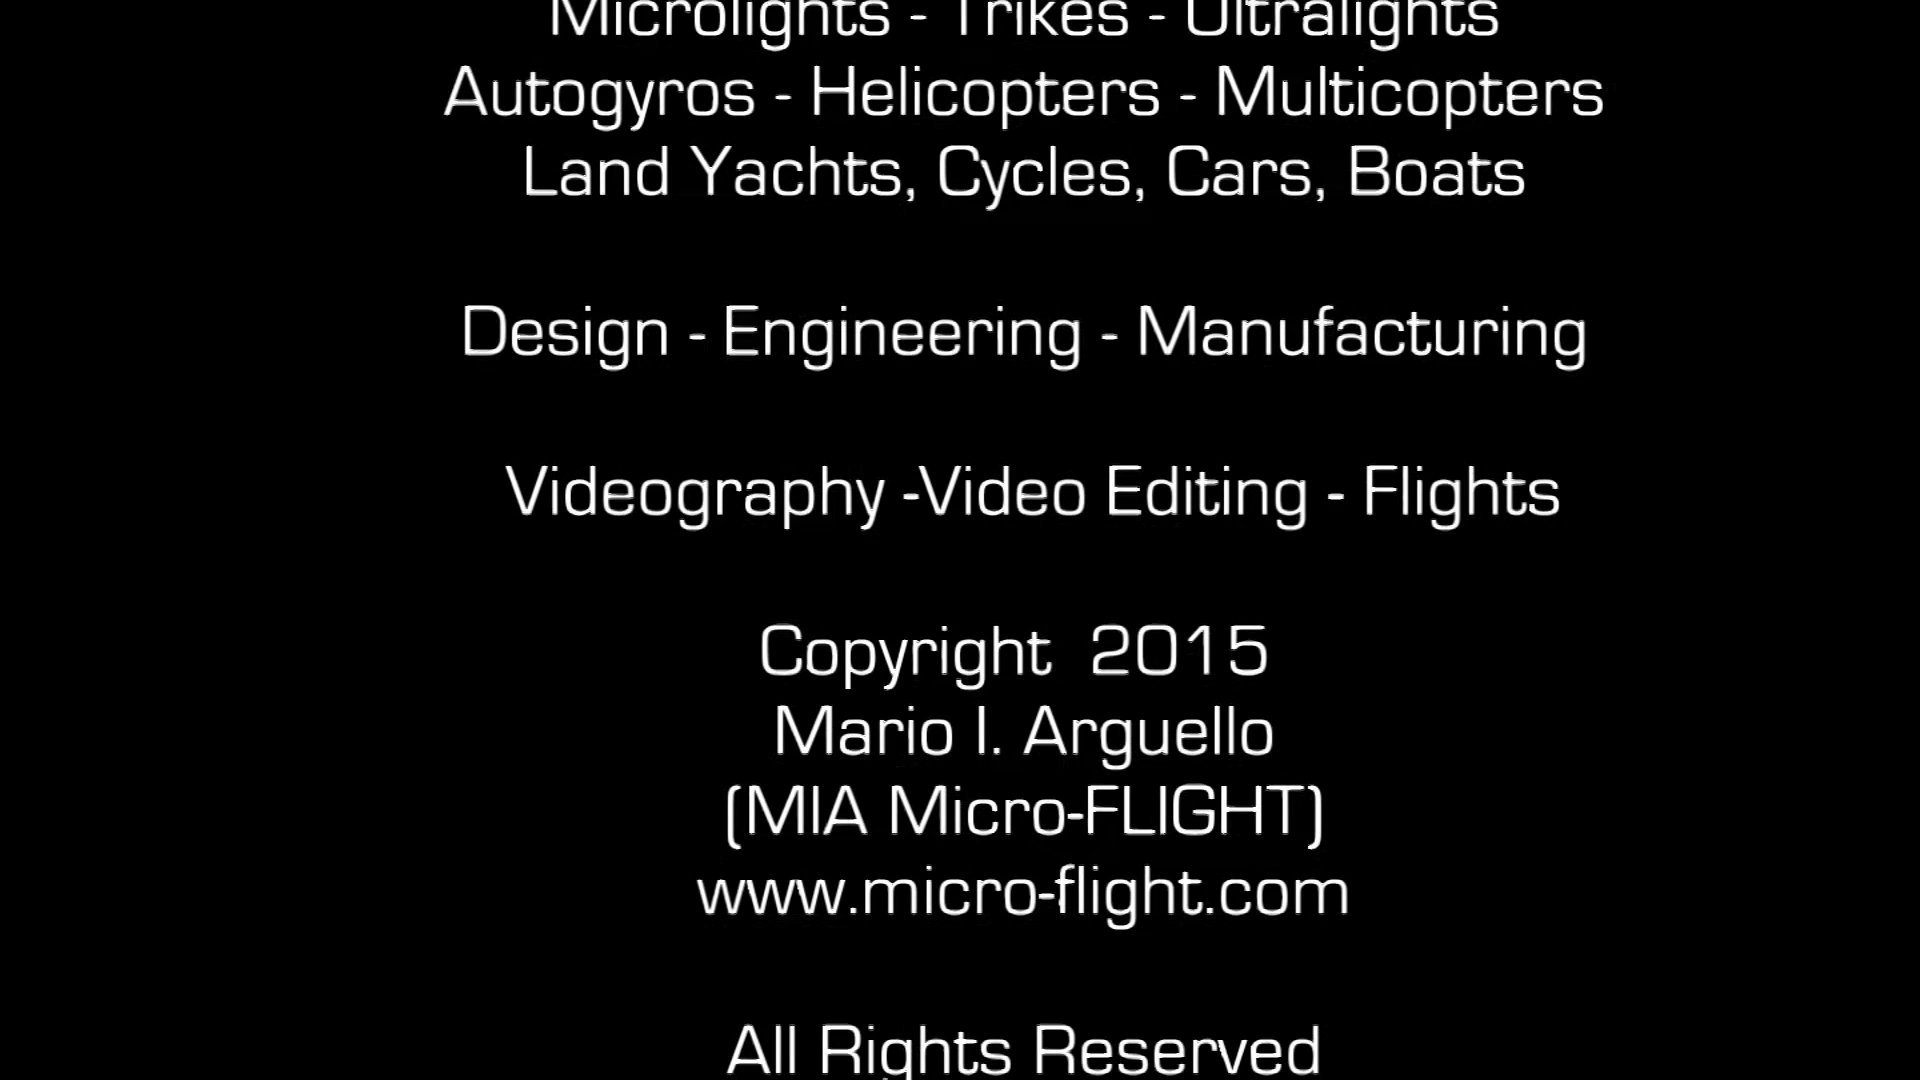 Microlights - Trikes - Ultralights
Autogyros - Helicopters - Multicopters
Land Yachts, Cycles, Cars, Boats
Design - Engineering - Manufacturing
Videography -Video Editing - Flights
Copyright  2015
Mario I. Arguello
(MIA Micro-FLIGHT)
www.micro-flight.com
All Rights Reserved